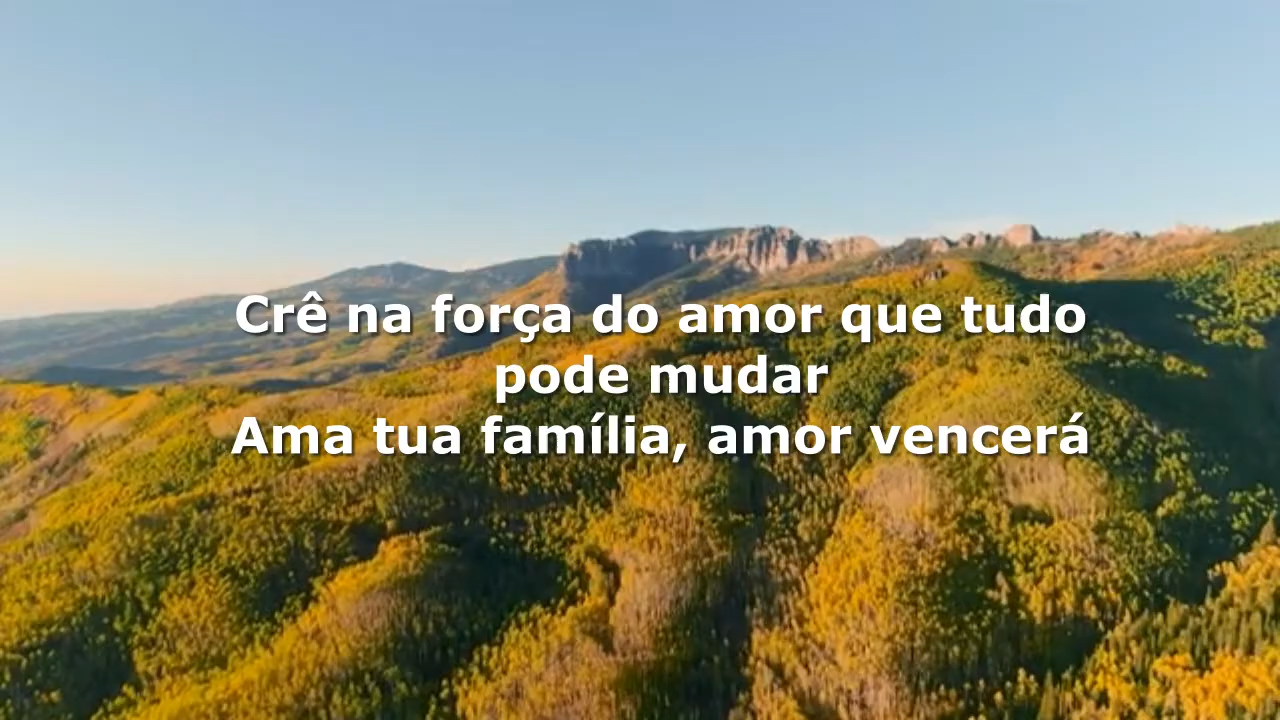 Crê na força do amor que tudo
pode mudar
Ama tua família, amor vencerá